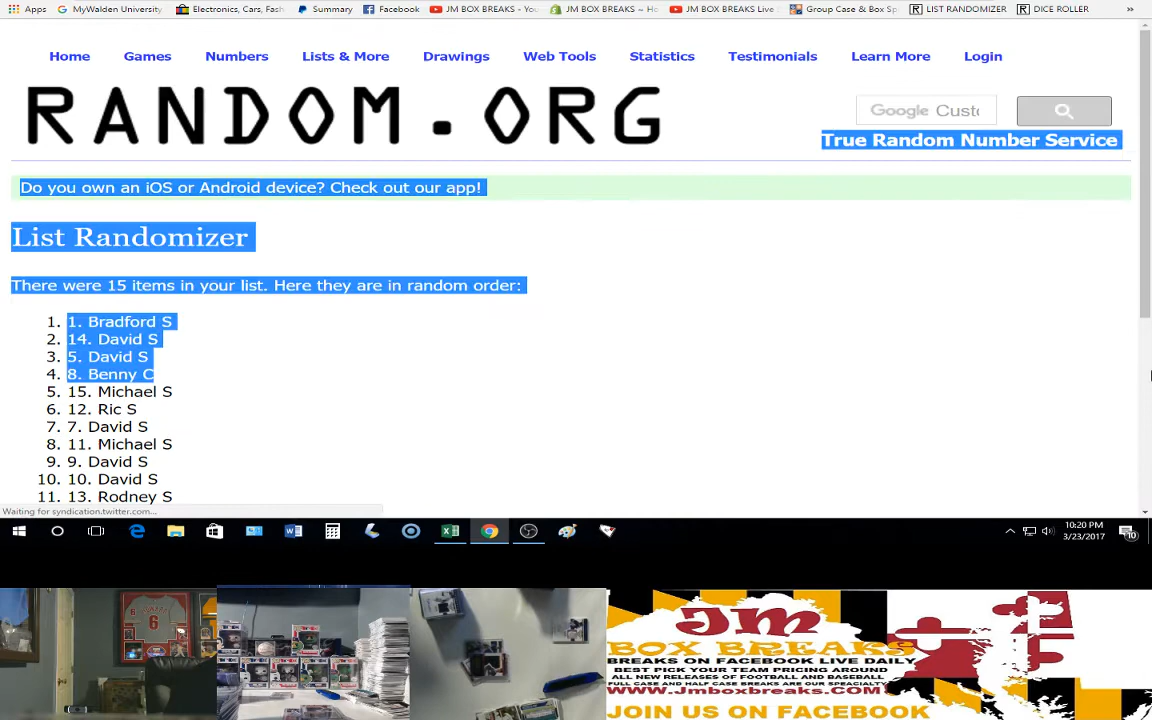 Apps MyWalden University Electronics, Cars, Fash Summary Facebook JM BOX BREAKS - You JM BOX BREAKS ~ Ho JM BOX BREAKS Live Group Case & Box Sp LIST RANDOMIZER DICE ROLLER »
Home Games Numbers Lists & More Drawings Web Tools Statistics Testimonials Learn More Login
RANDOM.ORG
Google Custo
True Random Number Service
Do you own an iOS or Android device? Check out our app!
List Randomizer
There were 15 items in your list. Here they are in random order:
1. 1. Bradford S
2. 14. David S
3. 5. David S
4. 8. Benny C
5. 15. Michael S
6. 12. Ric S
7. 7. David S
8. 11. Michael S
9. 9. David S
10. 10. David S
11. 13. Rodney S
Waiting for syndication.twitter.com...
10:20 PM
3/23/2017
10
6
JM
BOX BREAKS
BREAKS ON FACEBOOK LIVE DAILY
BEST PICK YOUR TEAM PRICING AROUND
ALL NEW RELEASES OF FOOTBALL AND BASEBALL
FULL CASE AND HALF CASE BREAKS ARE OUR SPEACIALTY
WWW.JMBOXBREAKS.COM
JOIN US ON FACEBOOK